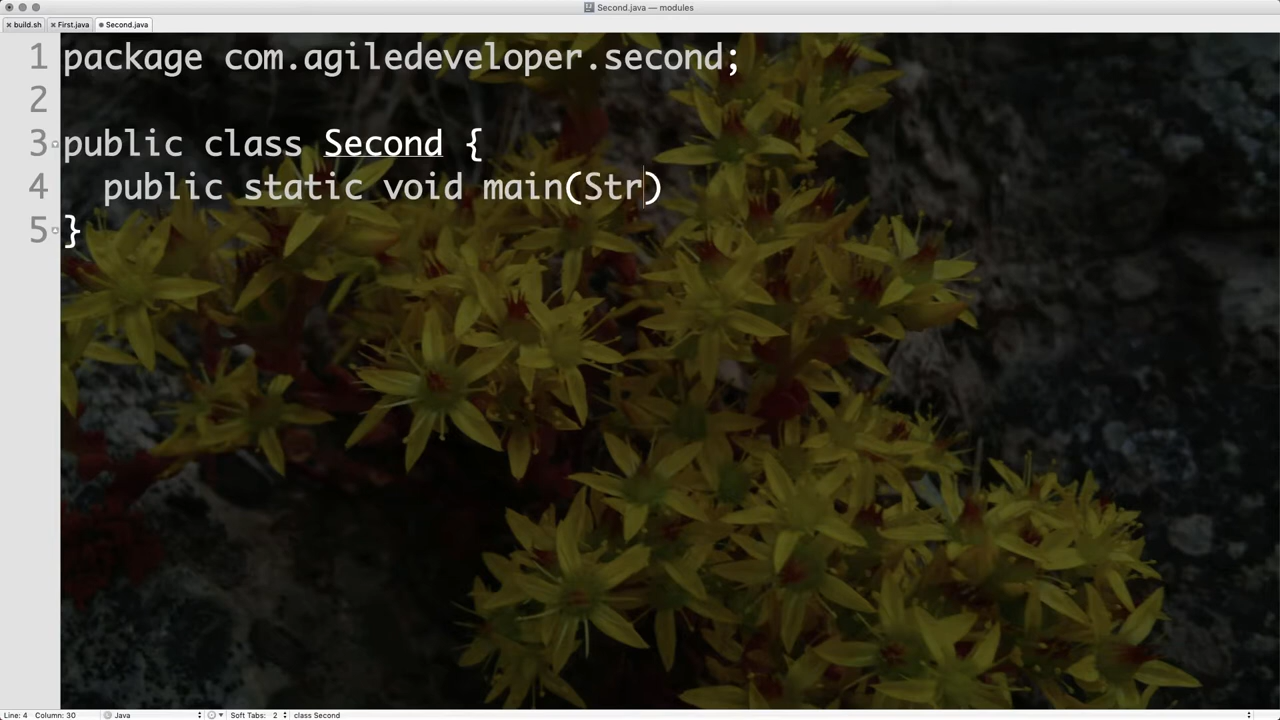 Second.java — modules
build.sh First.java Second.java
1 package com.agiledeveloper.second;
2
3 public class Second {
4 public static void main(Str)
5 }
Line: 4 Column: 30 Java Soft Tabs: 2 class Second